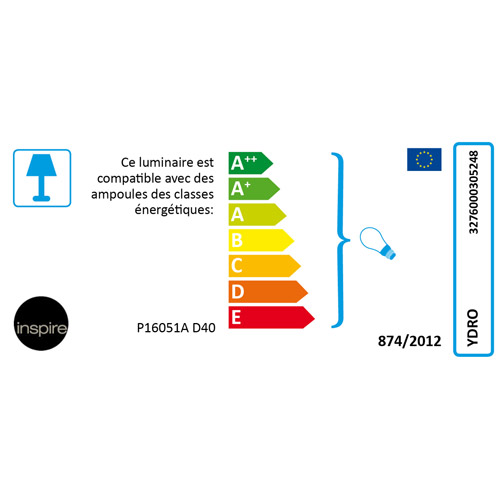 Ce luminaire est
compatible avec des
ampoules des classes
énergétiques:
A++
A+
A
B
C
D
E
inspire
P16051A D40
874/2012
YDRO 3276000305248